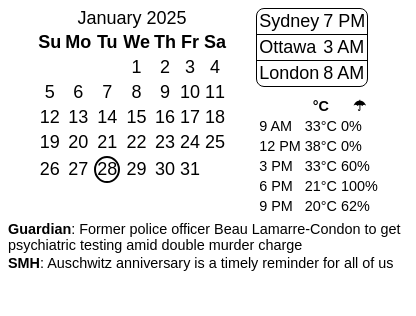 January 2025
Su Mo Tu We Th Fr Sa
1 2 3 4
5 6 7 8 9 10 11
12 13 14 15 16 17 18
19 20 21 22 23 24 25
26 27 28 29 30 31
Sydney 7 PM
Ottawa 3 AM
London 8 AM
°C ☂
9 AM 33°C 0%
12 PM 38°C 0%
3 PM 33°C 60%
6 PM 21°C 100%
9 PM 20°C 62%
Guardian: Former police officer Beau Lamarre-Condon to get
psychiatric testing amid double murder charge
SMH: Auschwitz anniversary is a timely reminder for all of us